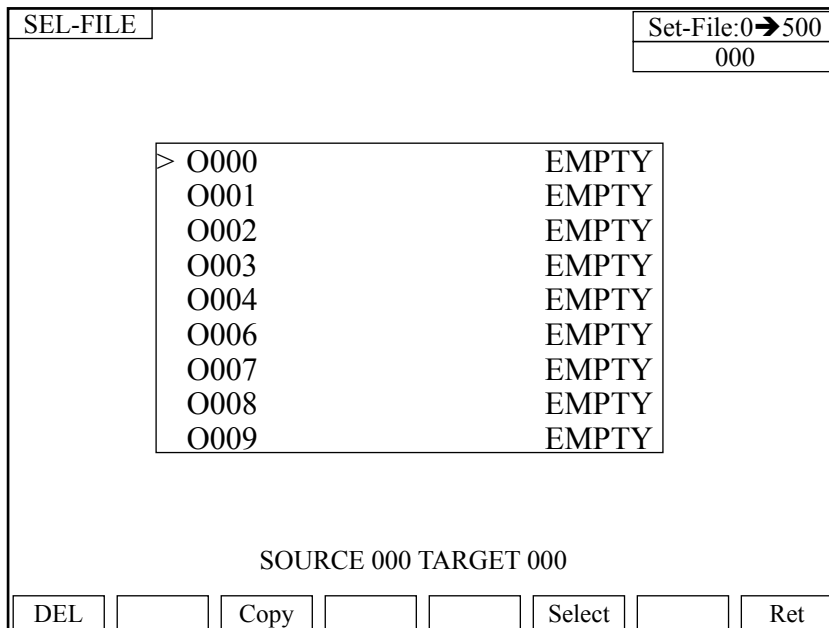 SEL-FILE
Set-File:0➔500
000
> O000 EMPTY
O001 EMPTY
O002 EMPTY
O003 EMPTY
O004 EMPTY
O006 EMPTY
O007 EMPTY
O008 EMPTY
O009 EMPTY
SOURCE 000 TARGET 000
DEL Copy Select Ret